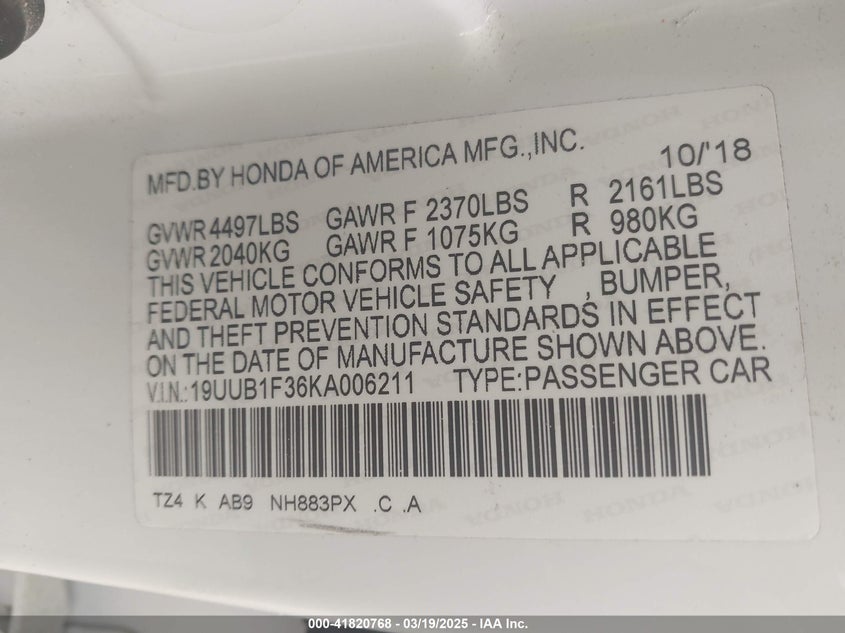 MFD.BY HONDA OF AMERICA MFG.,INC. 10/'18
GVWR 4497LBS GAWR F 2370LBS R 2161LBS
GVWR 2040KG GAWR F 1075KG R 980KG
THIS VEHICLE CONFORMS TO ALL APPLICABLE
FEDERAL MOTOR VEHICLE SAFETY , BUMPER,
AND THEFT PREVENTION STANDARDS IN EFFECT
ON THE DATE OF MANUFACTURE SHOWN ABOVE.
V.I.N.:19UUB1F36KA006211 TYPE:PASSENGER CAR
TZ4 K AB9 NH883PX .C .A
HONDA HONDA HONDA
000-41820768 - 03/19/2025 - IAA Inc.